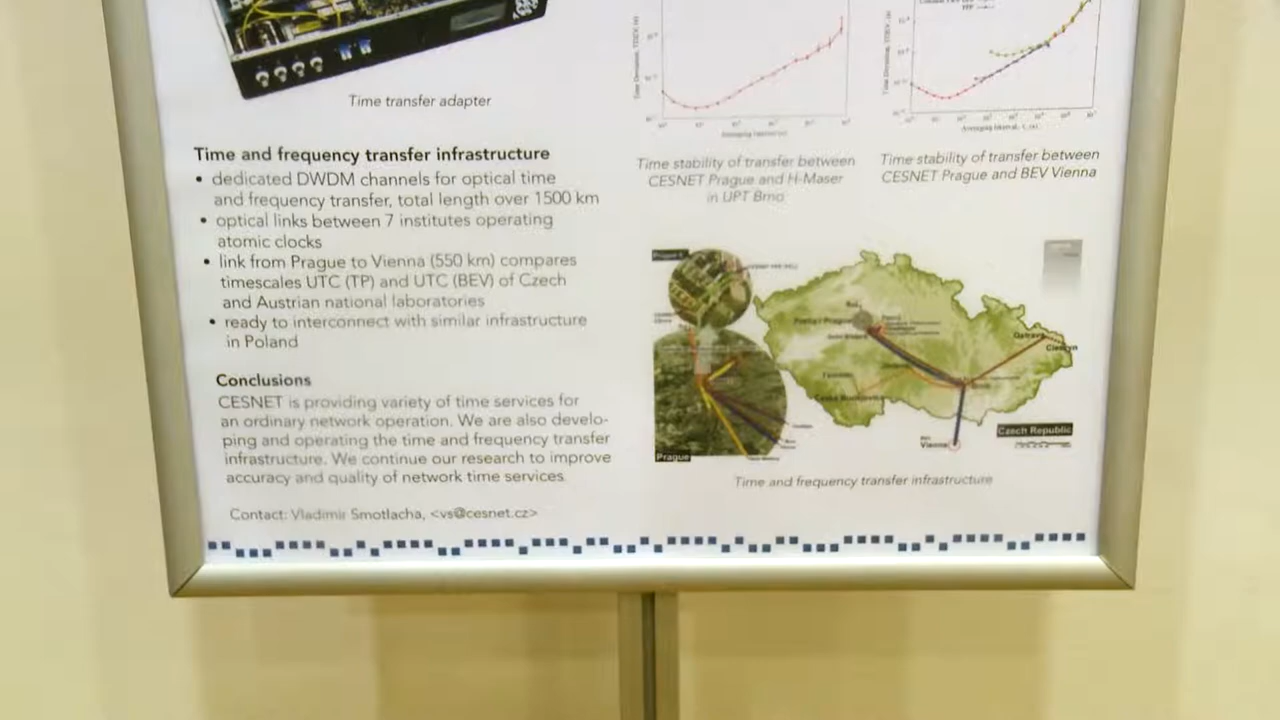 Time transfer adapter
Time and frequency transfer infrastructure
• dedicated DWDM channels for optical time
and frequency transfer, total length over 1500 km
• optical links between 7 institutes operating
atomic clocks
• link from Prague to Vienna (550 km) compares
timescales UTC (TP) and UTC (BEV) of Czech
and Austrian national laboratories
• ready to interconnect with similar infrastructure
in Poland
Conclusions
CESNET is providing variety of time services for
an ordinary network operation. We are also develo-
ping and operating the time and frequency transfer
infrastructure. We continue our research to improve
accuracy and quality of network time services
Contact: Vladimir Smotlacha, <vs@cesnet.cz>
Time stability of transfer between
CESNET Prague and H-Maser
in UPT Brno
Time stability of transfer between
CESNET Prague and BEV Vienna
Ostrava
Vienna
Czech Republic
Prague
Time and frequency transfer infrastructure